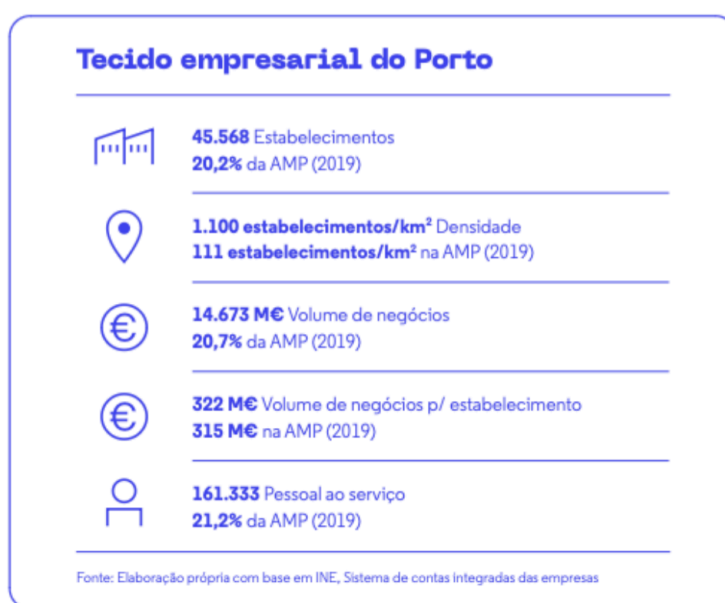 Tecido empresarial do Porto
45.568 Estabelecimentos
20,2% da AMP (2019)
1.100 estabelecimentos/km² Densidade
111 estabelecimentos/km² na AMP (2019)
14.673 M€ Volume de negócios
20,7% da AMP (2019)
322 M€ Volume de negócios p/ estabelecimento
315 M€ na AMP (2019)
161.333 Pessoal ao serviço
21,2% da AMP (2019)
Fonte: Elaboração própria com base em INE, Sistema de contas integradas das empresas